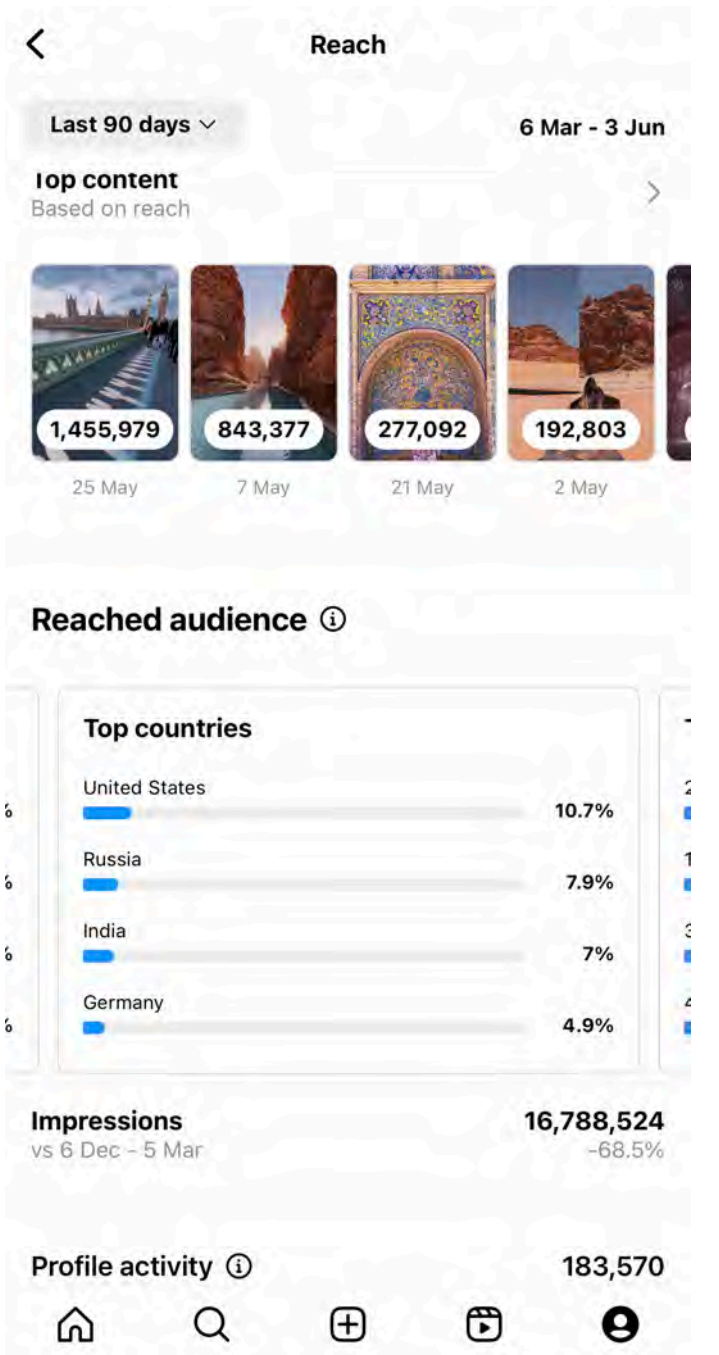 Reach
Last 90 days
6 Mar - 3 Jun
Top content
Based on reach
1,455,979
843,377
277,092
192,803
25 May
7 May
21 May
2 May
Reached audience
Top countries
United States
10.7%
Russia
7.9%
India
7%
Germany
4.9%
Impressions
16,788,524
vs 6 Dec - 5 Mar
-68.5%
Profile activity
183,570